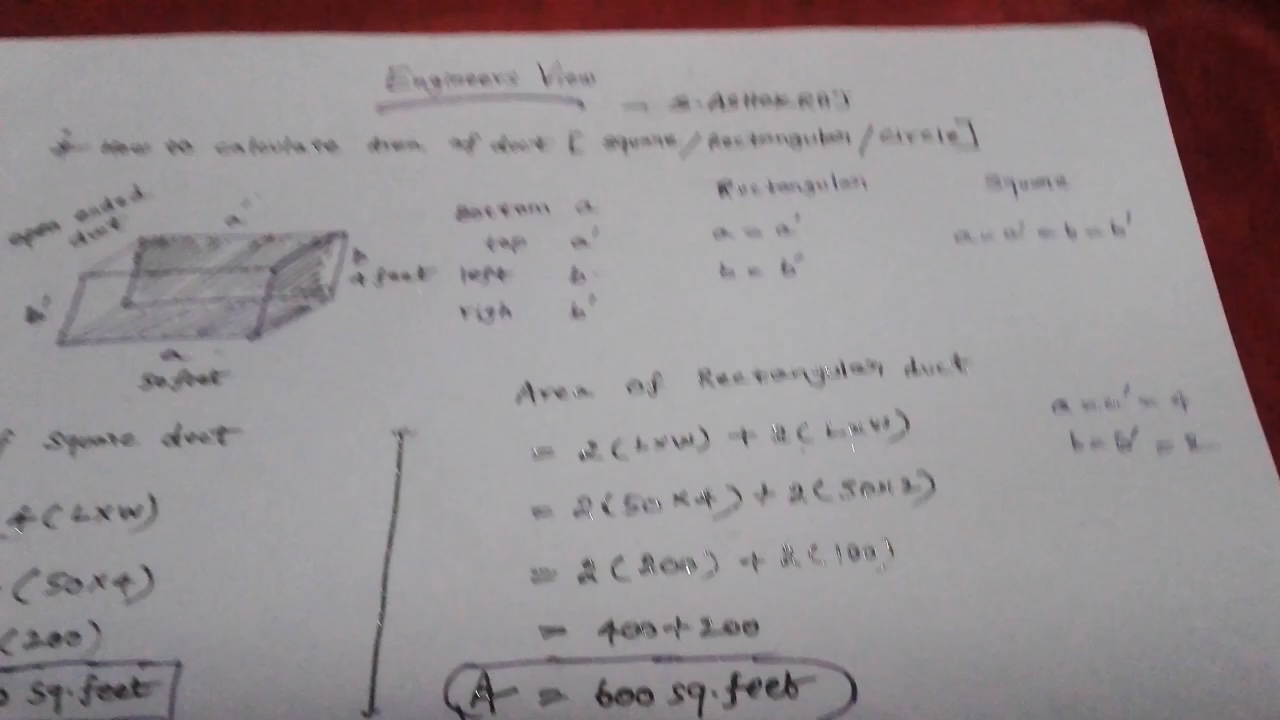 Engineers View
- S. ASHOK RAJ
How to calculate area of duct [ square/Rectangular/circle]
open ended duct
a'
b
4 feet
b'
a
50 feet
Bottom a
top a'
left b
righ b'
Rectangular
a = a'
b = b'
Square
a = a' = b = b'
square duct
4(L×W)
(50×4)
(200)
sq.feet
Area of Rectangular duct
= 2(L×W) + 2(L×W)
= 2(50×4) + 2(50×2)
= 2(200) + 2(100)
= 400+200
A = 600 sq.feet
a = a' = 4
b = b' = 2